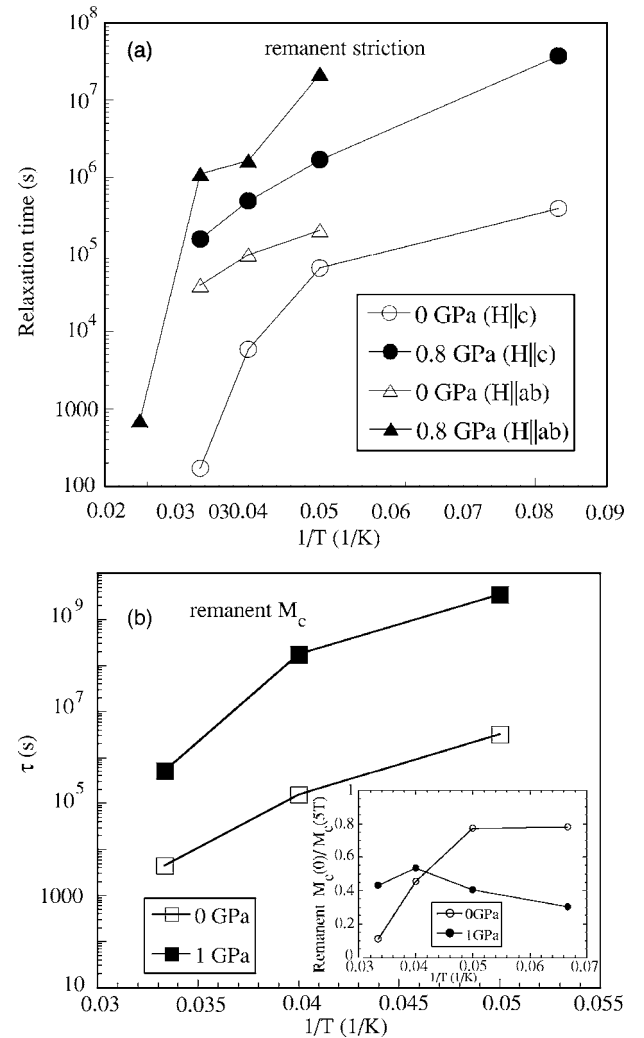 (a) remanent striction
10^8
10^7
10^6
10^5
10^4
1000
100
Relaxation time (s)
0 GPa (H||c)
0.8 GPa (H||c)
0 GPa (H||ab)
0.8 GPa (H||ab)
0.02 0.03 030.04 0.05 0.06 0.07 0.08 0.09
1/T (1/K)
(b) remanent M_c
10^9
10^7
10^5
1000
10
τ (s)
0 GPa
1 GPa
1
0.8
0.6
0.4
0.2
0
Remanent M_c(0)/M_c(5T)
0GPa
1GPa
0.03 0.04 0.05 0.06 0.07
1/T (1/K)
0.03 0.035 0.04 0.045 0.05 0.055
1/T (1/K)